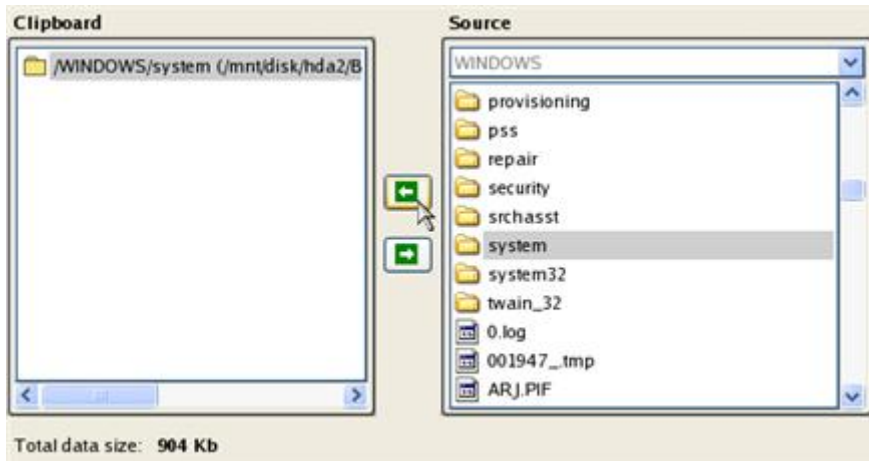 Clipboard
/WINDOWS/system (/mnt/disk/hda2/B
Total data size: 904 Kb
Source
WINDOWS
provisioning
pss
repair
security
srchasst
system
system32
twain_32
0.log
001947_.tmp
ARJ.PIF